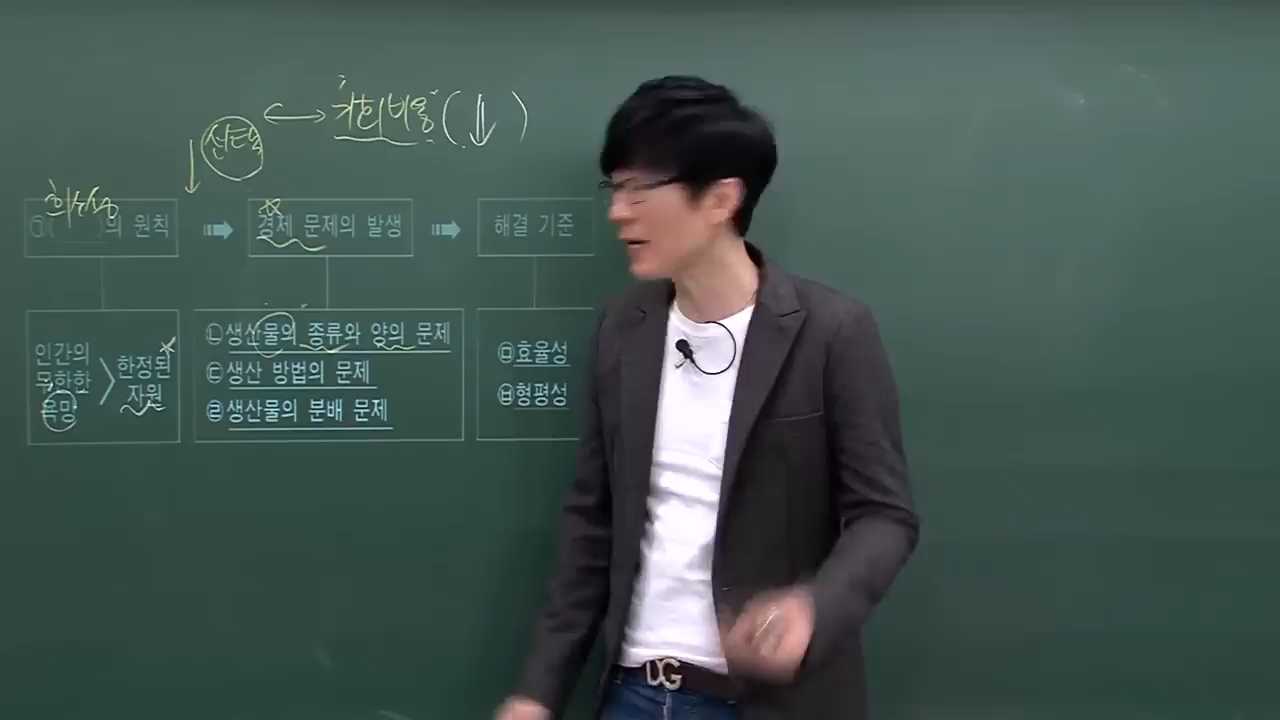 기회비용(↓)
선택
희소성
㉠( )의 원칙
경제 문제의 발생
해결 기준
인간의
무한한
욕망
>
한정된
자원
㉡생산물의 종류와 양의 문제
㉢생산 방법의 문제
㉣생산물의 분배 문제
㉤효율성
㉥형평성
DG